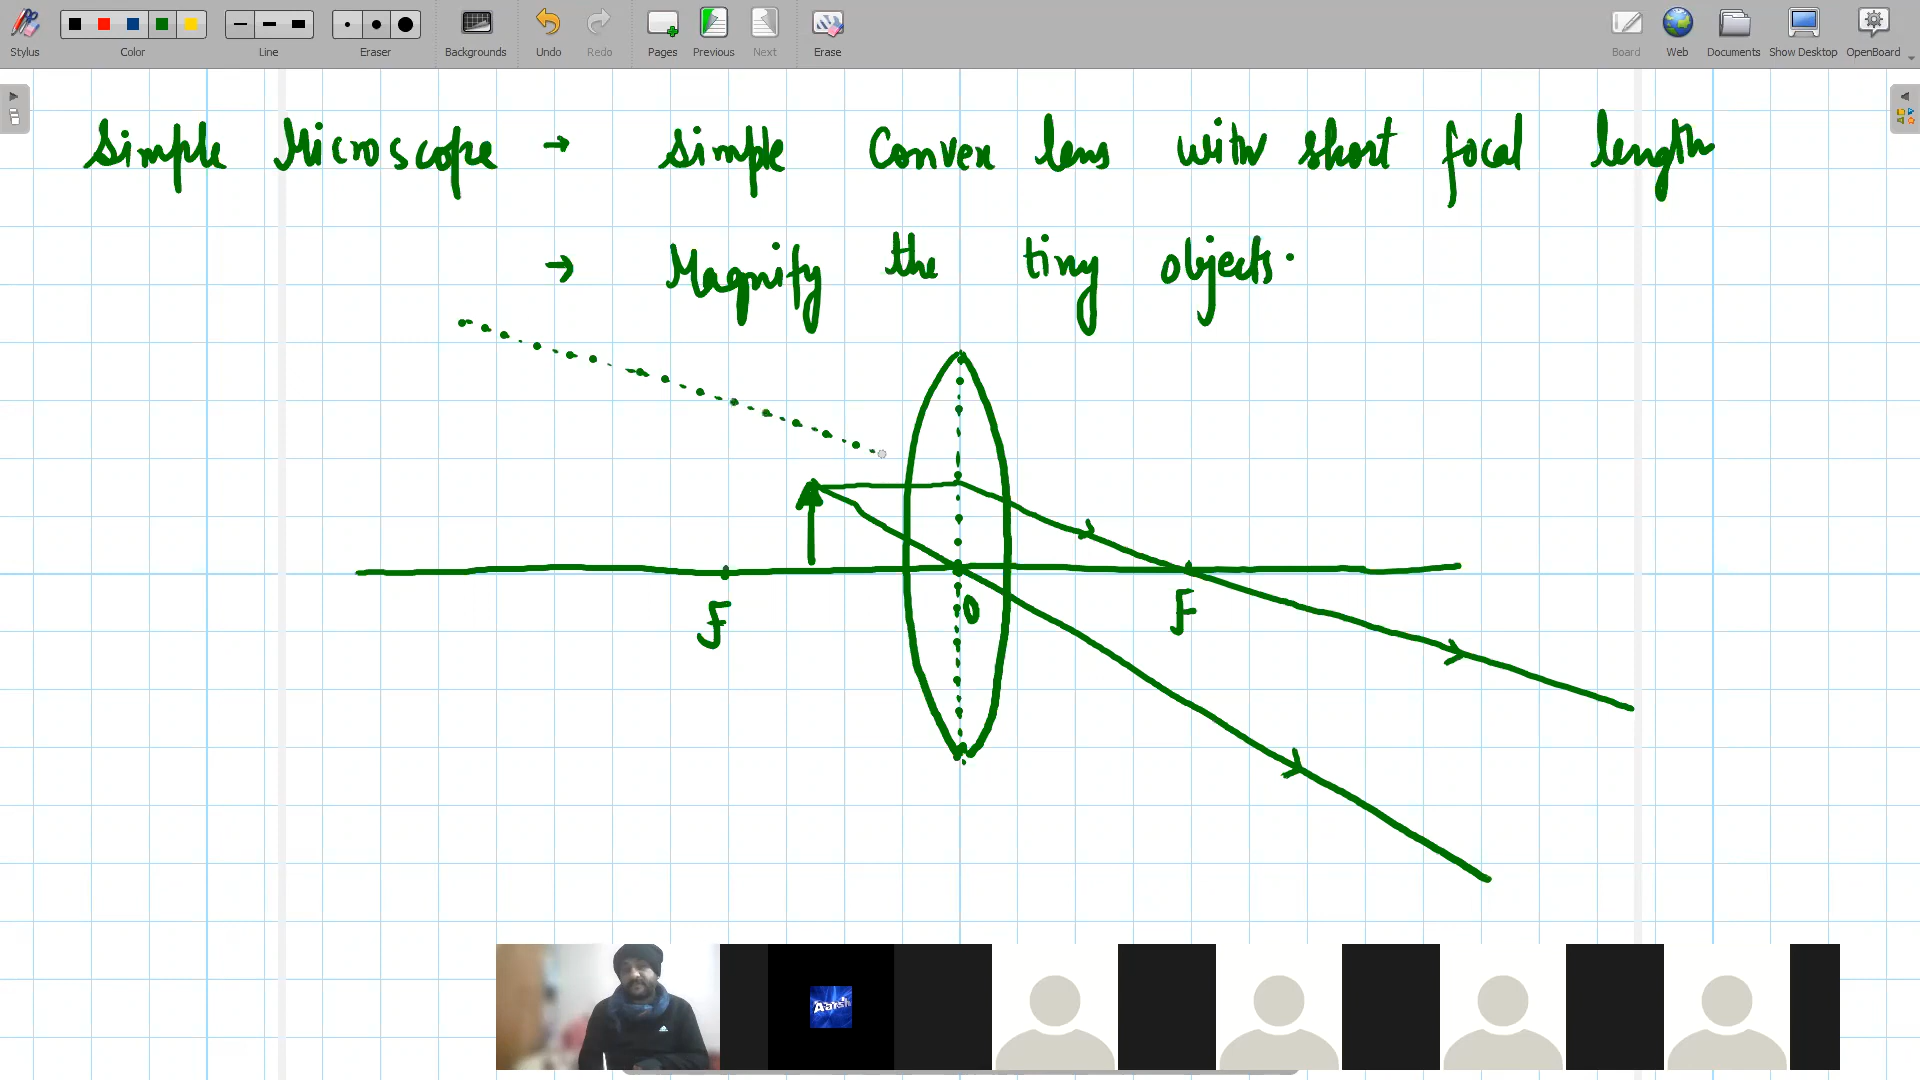 Stylus
Color
Line
Eraser
Backgrounds
Undo
Redo
Pages
Previous
Next
Erase
Board
Web
Documents
Show Desktop
OpenBoard
Simple Microscope → Simple Convex lens with short focal length
→ Magnify the tiny objects.
F
O
F
Aarsh